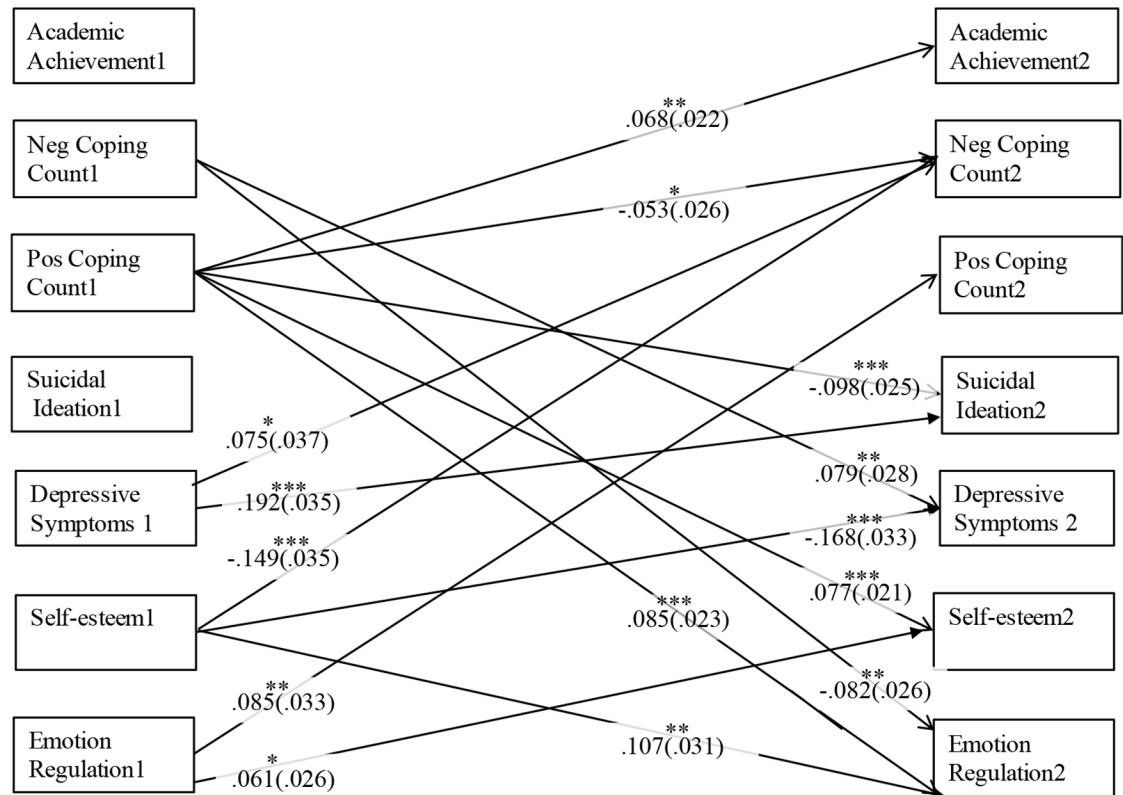 Academic
Achievement1
Academic
Achievement2
**
.068(.022)
Neg Coping
Count1
Neg Coping
Count2
*
-.053(.026)
Pos Coping
Count1
Pos Coping
Count2
Suicidal
Ideation1
***
-.098(.025)
Suicidal
Ideation2
*
.075(.037)
**
.079(.028)
Depressive
Symptoms 1
***
.192(.035)
Depressive
Symptoms 2
***
-.168(.033)
***
-.149(.035)
***
.077(.021)
Self-esteem1
***
.085(.023)
Self-esteem2
**
.085(.033)
**
-.082(.026)
Emotion
Regulation1
**
.107(.031)
Emotion
Regulation2
*
.061(.026)